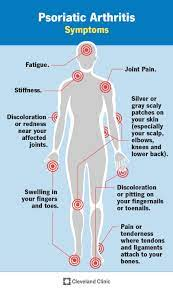 Psoriatic Arthritis
Symptoms
Fatigue.
Joint Pain.
Stiffness.
Silver or
gray scaly
patches on
your skin
(especially
your scalp,
elbows,
knees and
lower back).
Discoloration
or redness
near your
affected
joints.
Swelling in
your fingers
and toes.
Discoloration
or pitting on
your fingernails
or toenails.
Pain or
tenderness
where tendons
and ligaments
attach to your
bones.
Cleveland Clinic